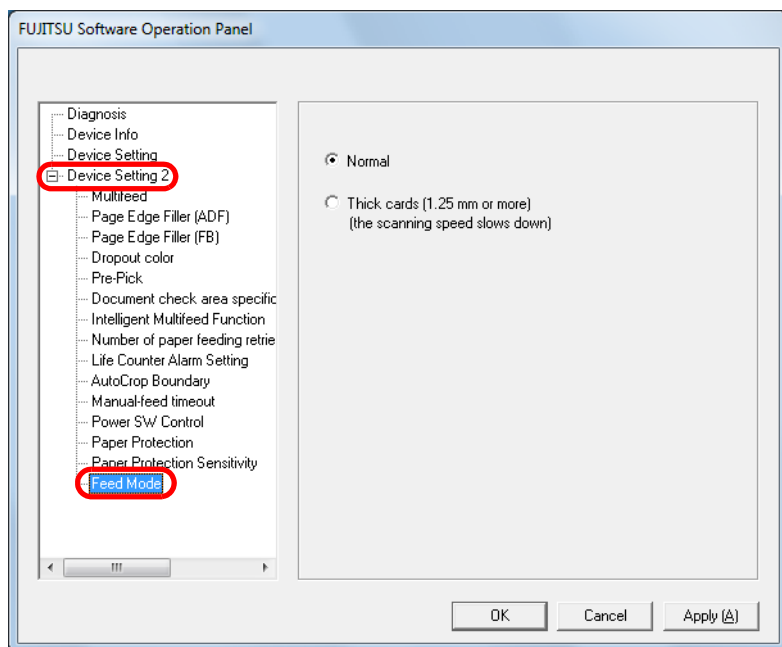 FUJITSU Software Operation Panel
Diagnosis
Device Info
Device Setting
Device Setting 2
Multifeed
Page Edge Filler (ADF)
Page Edge Filler (FB)
Dropout color
Pre-Pick
Document check area specific
Intelligent Multifeed Function
Number of paper feeding retrie
Life Counter Alarm Setting
AutoCrop Boundary
Manual-feed timeout
Power SW Control
Paper Protection
Paper Protection Sensitivity
Feed Mode
Normal
Thick cards (1.25 mm or more)
(the scanning speed slows down)
OK
Cancel
Apply (A)